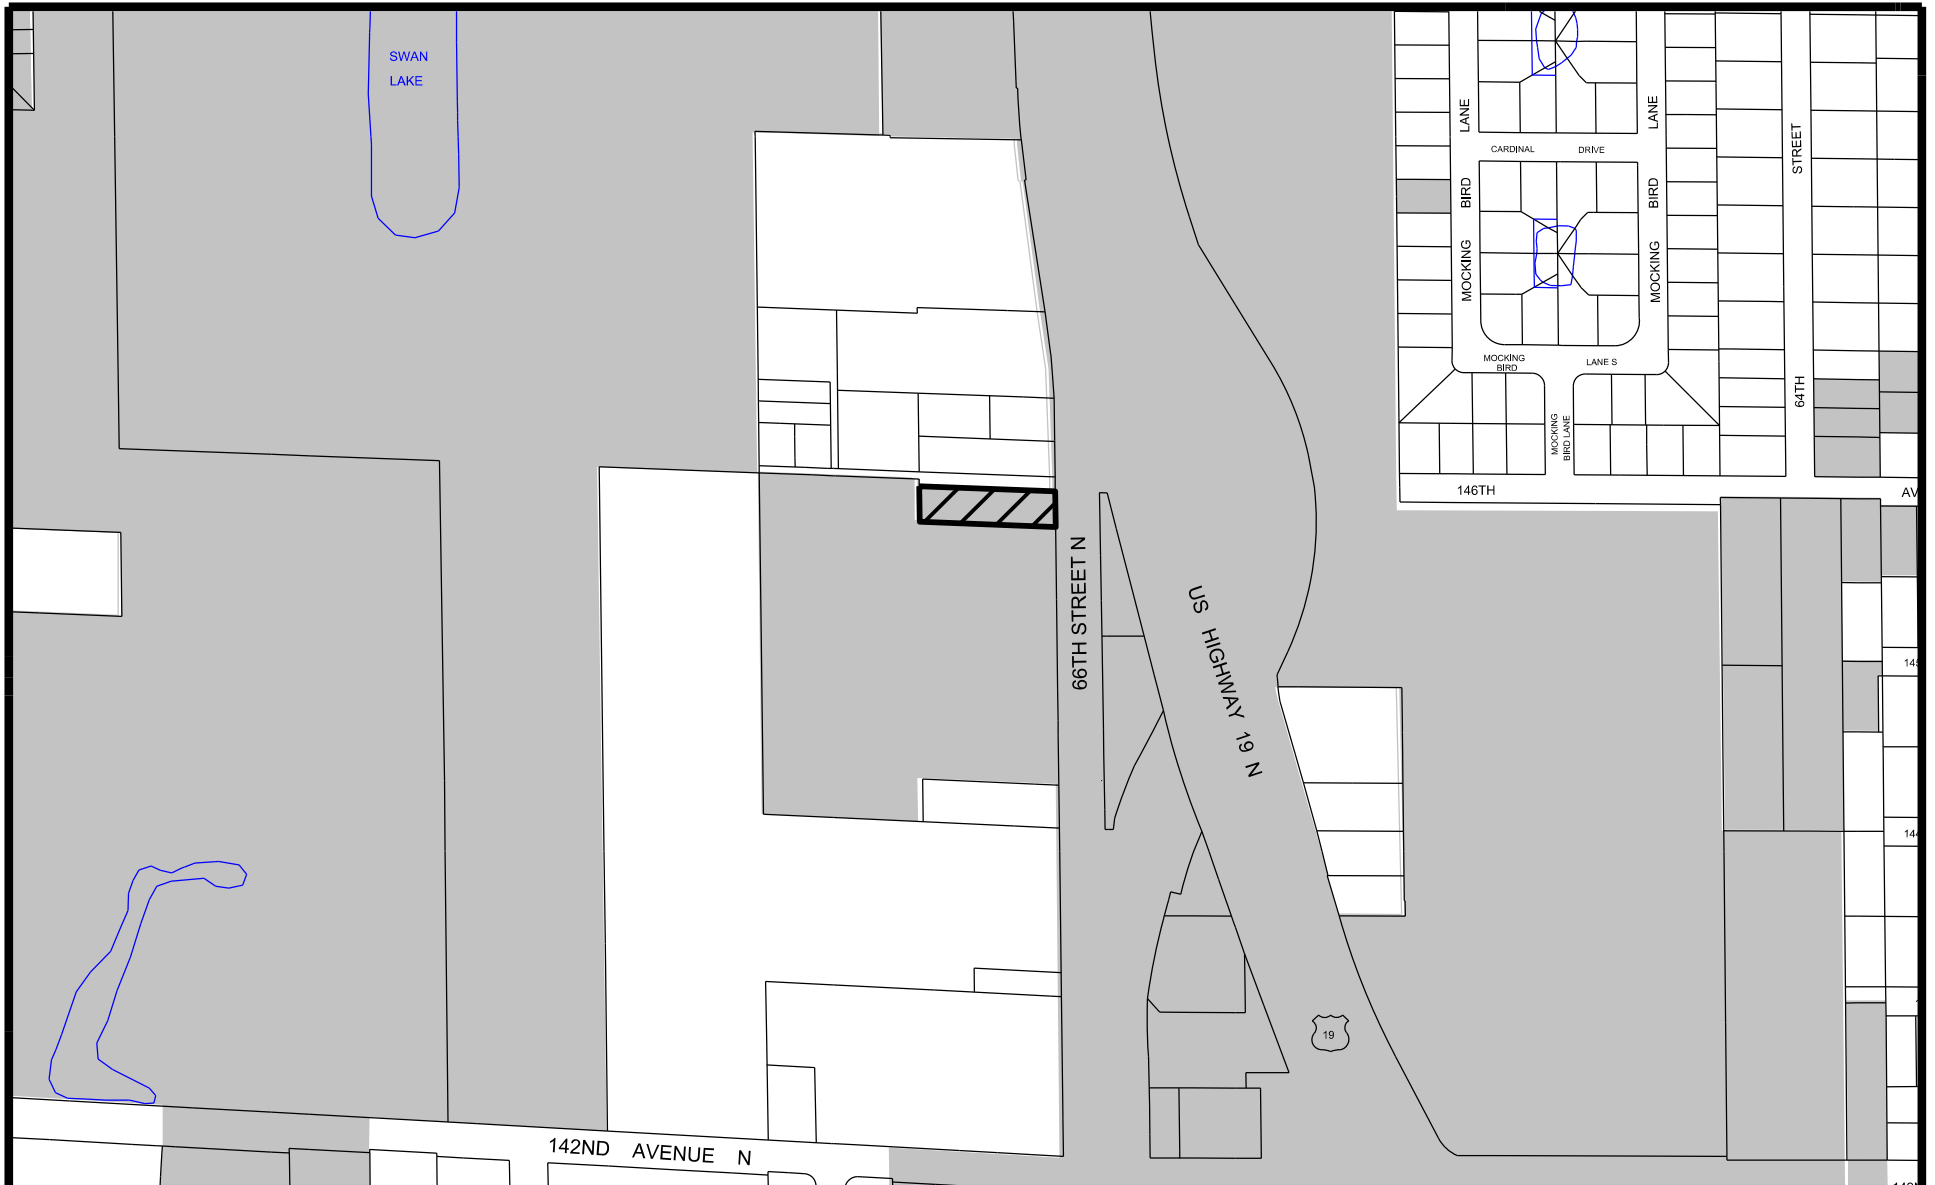 SWAN
LAKE
LANE
LANE
CARDINAL
DRIVE
STREET
BIRD
BIRD
MOCKING
MOCKING
MOCKING
BIRD
LANE S
64TH
MOCKING
BIRD LANE
146TH
AV
66TH STREET N
US HIGHWAY 19 N
19
142ND AVENUE N